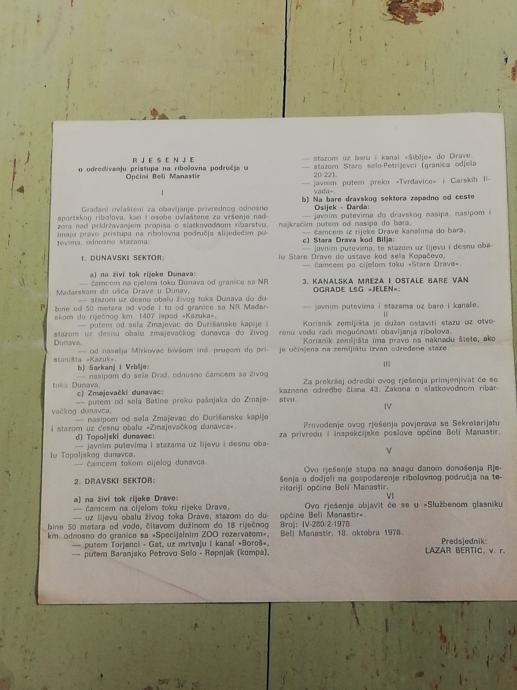 RJEŠENJE
o određivanju pristupa na ribolovna područja u
Općini Beli Manastir
I
Građani ovlašteni za obavljanje privrednog odnosno
sportskog ribolova, kao i osobe ovlaštene za vršenje nad-
zora nad pridržavanjem propisa o slatkovodnom ribarstvu,
imaju pravo pristupa na ribolovna područja slijedećim pu-
tevima, odnosno stazama:
1. DUNAVSKI SEKTOR:
a) na živi tok rijeke Dunava:
— čamcem na cijelom toku Dunava od granice sa NR
Mađarskom do ušća Drave u Dunav,
— stazom uz desnu obalu živog toka Dunava do du-
bine od 50 metara od vode i to od granice sa NR Mađar-
skom do riječnog km 1407 ispod «Kazuka».
— putem od sela Zmajevac do Đurišanske kapije i
stazom uz desnu obalu zmajevačkog dunavca do živog
Dunava,
— od naselja Mirkovac bivšom ind. prugom do pri-
staništa «Kazuk».
b) Šarkanj i Vrblje:
— nasipom do sela Draž, odnosno čamcem sa živog
toka Dunava,
c) Zmajevački dunavac:
— putem od sela Batine preku pašnjaka do Zmaje-
vačkog dunavca,
— nasipom od sela Zmajevac do Đurišanske kapije
i stazom uz desnu obalu «Zmajevačkog dunavca».
d) Topoljski dunavec:
— javnim putevima i stazama uz lijevu i desnu oba-
lu Topoljskog dunavca,
— čamcem tokom cijelog dunavca.
2. DRAVSKI SEKTOR:
a) na živi tok rijeke Drave:
— čamcem na cijelom toku rijeke Drave,
— uz lijevu obalu živog toka Drave, stazom do du-
bine 50 metara od vode, čitavom dužinom do 18 riječnog
km odnosno do granice sa «Specijalnim ZOO rezervatom»,
— putem Torjanci - Gat, uz mrtvaju i kanal «Boroš»,
— putem Baranjsko Petrovo Selo - Repnjak (kompa),
— stazom uz baru i kanal «Šiblje» do Drave.
— stazom Staro selo-Petrijevci (granica odjela
20-22).
— javnim putem preko «Tvrđavice» i Carskih li-
vada».
b) Na bare dravskog sektora zapadno od ceste
Osijek - Darda:
— javnim putevima do dravskog nasipa, nasipom i
najkraćim putem od nasipa do bara,
— čamcem iz rijeke Drave kanalima do bara,
c) Stara Drava kod Bilja:
— javnim putevima, te stazom uz lijevu i desnu oba-
lu Stare Drave do ustave kod sela Kopačevo,
— čamcem po cijelom toku «Stare Drave».
3. KANALSKA MREŽA I OSTALE BARE VAN
OGRADE LŠG «JELEN»:
— javnim putevima i stazama uz bare i kanale.
II
Korisnik zemljišta je dužan ostaviti stazu uz otvo-
renu vodu radi mogućnosti obavljanja ribolova.
Korisnik zemljišta ima pravo na naknadu štete, ako
je učinjena na zemljištu izvan određene staze.
III
Za prekršaj odredbi ovog rješenja primjenjivat će se
kaznene odredbe člana 43. Zakona o slatkovodnom ribar-
stvu.
IV
Provođenje ovog rješenja povjerava se Sekretarijatu
za privredu i inspekcijske poslove općine Beli Manastir.
V
Ovo rješenje stupa na snagu danom donošenja Rje-
šenja o dodjeli na gospodarenje ribolovnog područja na te-
ritoriji općine Beli Manastir.
VI
Ovo rješenje objavit će se u «Službenom glasniku
općine Beli Manastir».
Broj: IV-280/2-1978.
Beli Manastir, 18. oktobra 1978.
Predsjednik:
LAZAR BERTIĆ, v. r.